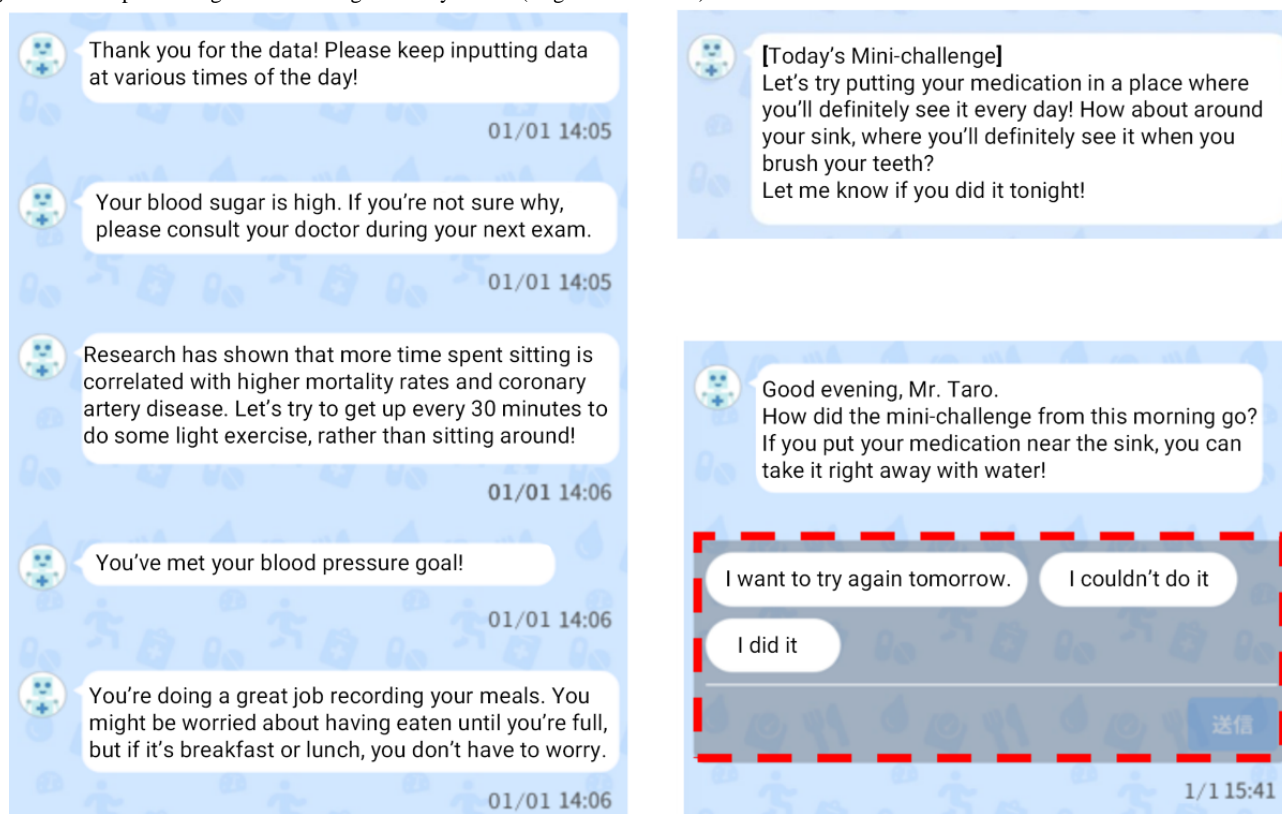 Thank you for the data! Please keep inputting data
at various times of the day!
01/01 14:05
Your blood sugar is high. If you're not sure why,
please consult your doctor during your next exam.
01/01 14:05
Research has shown that more time spent sitting is
correlated with higher mortality rates and coronary
artery disease. Let's try to get up every 30 minutes to
do some light exercise, rather than sitting around!
01/01 14:06
You've met your blood pressure goal!
01/01 14:06
You're doing a great job recording your meals. You
might be worried about having eaten until you're full,
but if it's breakfast or lunch, you don't have to worry.
01/01 14:06
[Today's Mini-challenge]
Let's try putting your medication in a place where
you'll definitely see it every day! How about around
your sink, where you'll definitely see it when you
brush your teeth?
Let me know if you did it tonight!
Good evening, Mr. Taro.
How did the mini-challenge from this morning go?
If you put your medication near the sink, you can
take it right away with water!
I want to try again tomorrow.
I couldn't do it
I did it
送信
1/1 15:41